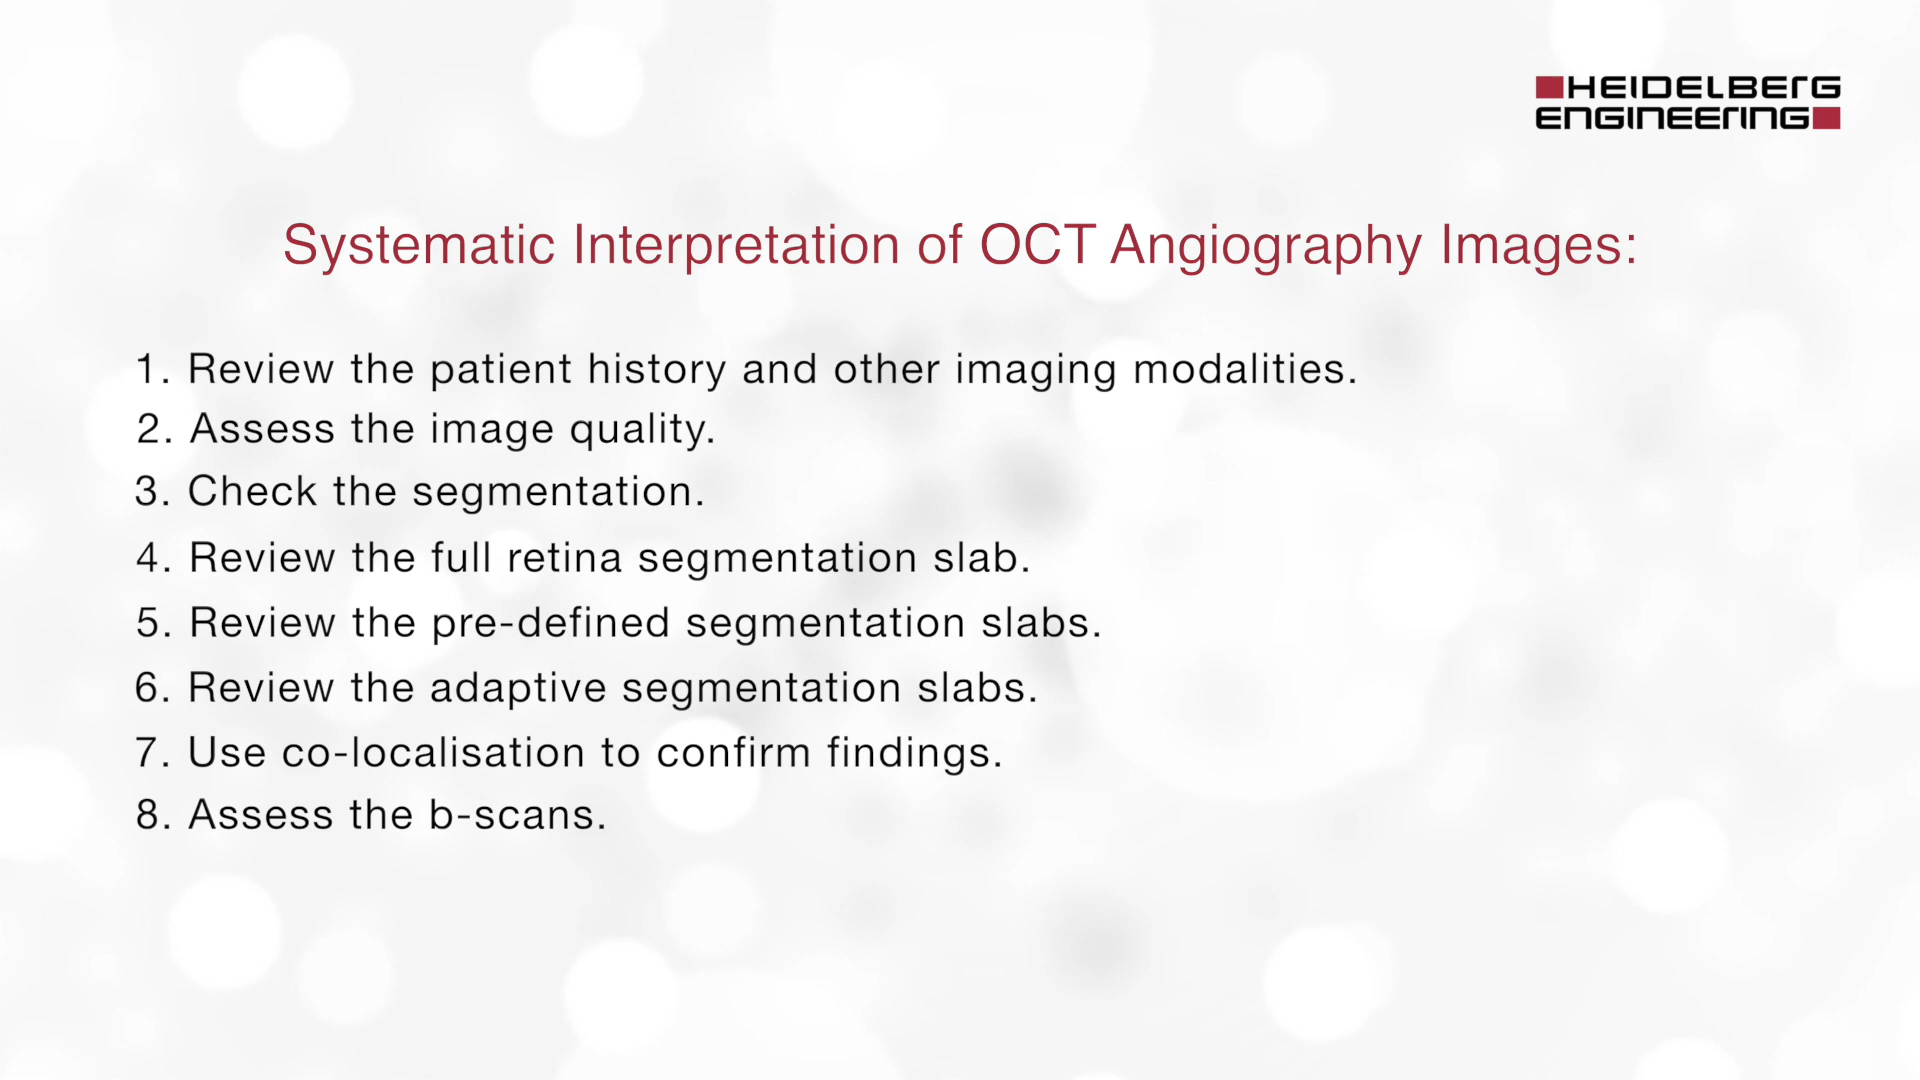 HEIDELBERG
ENGINEERING
Systematic Interpretation of OCT Angiography Images:
1. Review the patient history and other imaging modalities.
2. Assess the image quality.
3. Check the segmentation.
4. Review the full retina segmentation slab.
5. Review the pre-defined segmentation slabs.
6. Review the adaptive segmentation slabs.
7. Use co-localisation to confirm findings.
8. Assess the b-scans.